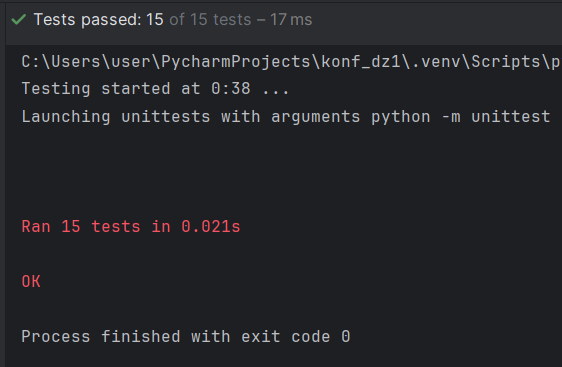 Tests passed: 15 of 15 tests – 17 ms
C:\Users\user\PycharmProjects\konf_dz1\.venv\Scripts\p
Testing started at 0:38 ...
Launching unittests with arguments python -m unittest
Ran 15 tests in 0.021s
OK
Process finished with exit code 0